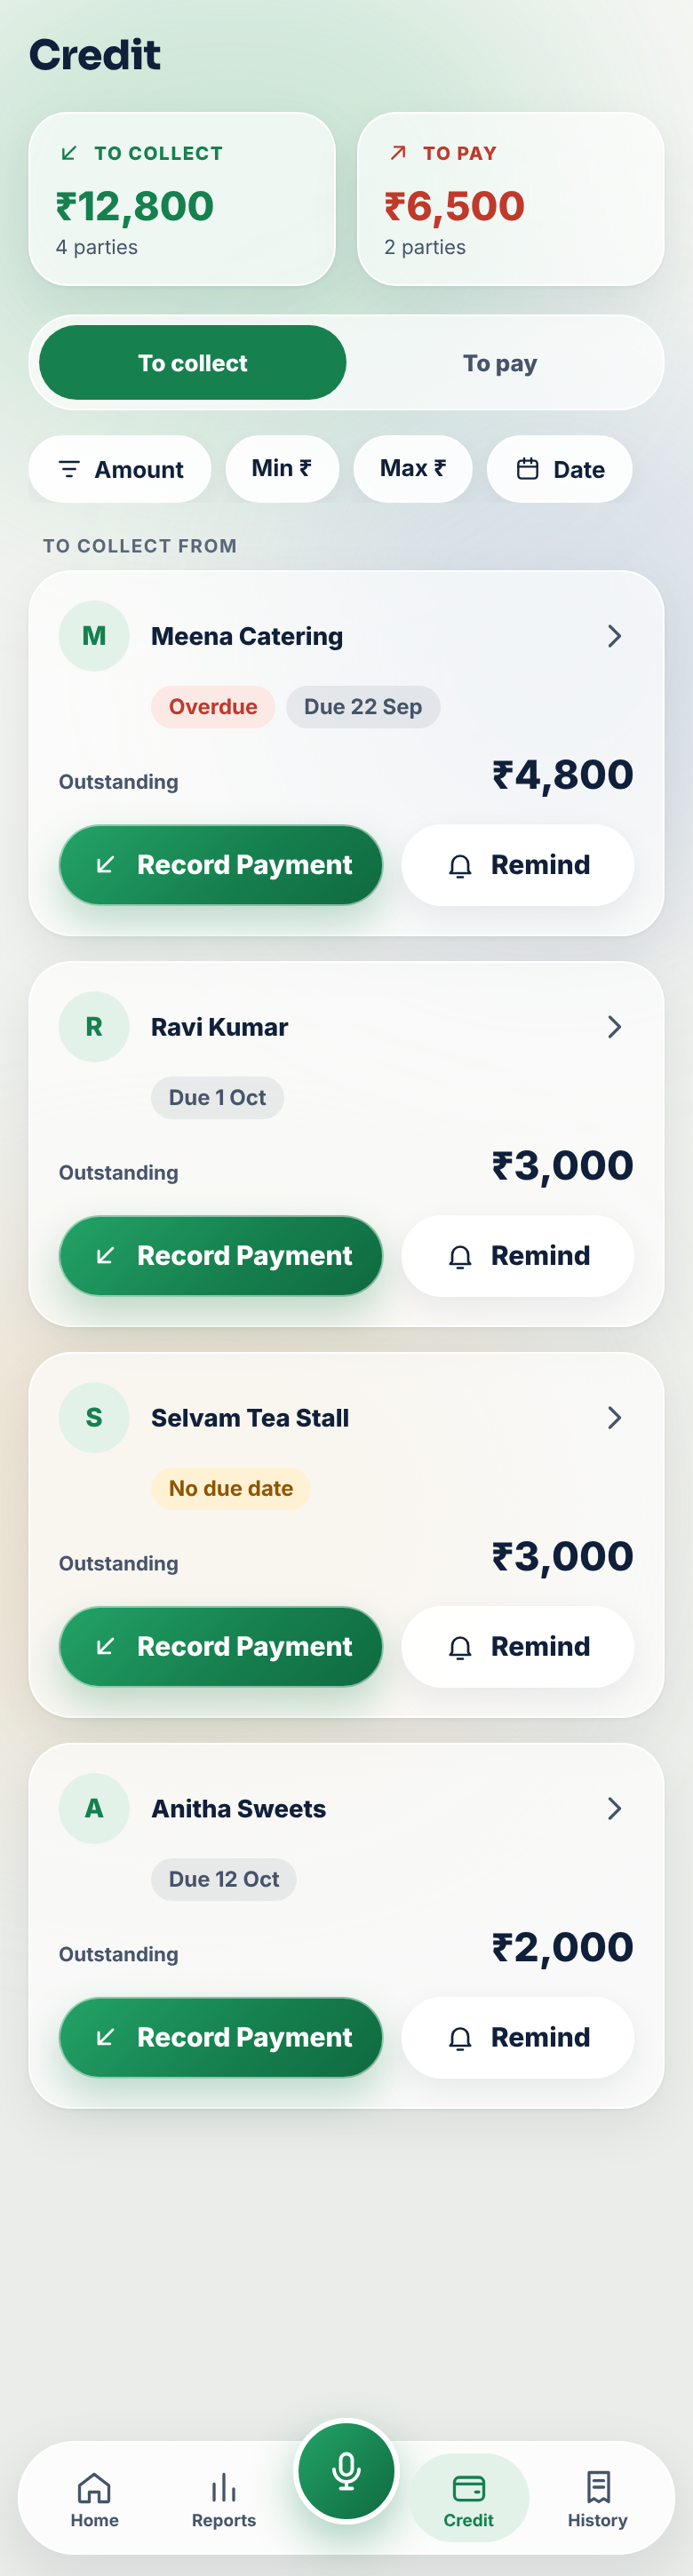 Credit
TO COLLECT
₹12,800
4 parties
TO PAY
₹6,500
2 parties
To collect To pay
Amount Min ₹ Max ₹ Date
TO COLLECT FROM
M Meena Catering
Overdue Due 22 Sep
Outstanding ₹4,800
Record Payment Remind
R Ravi Kumar
Due 1 Oct
Outstanding ₹3,000
Record Payment Remind
S Selvam Tea Stall
No due date
Outstanding ₹3,000
Record Payment Remind
A Anitha Sweets
Due 12 Oct
Outstanding ₹2,000
Record Payment Remind
Home Reports Credit History